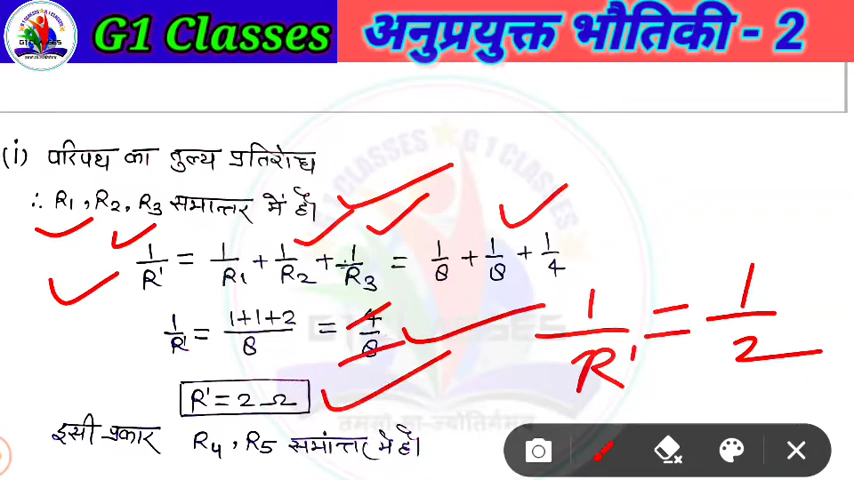 G1 Classes अनुप्रयुक्त भौतिकी - 2
(i) परिपथ का तुल्य प्रतिरोध
∴ R1, R2, R3 समान्तर में हैं।
1/R' = 1/R1 + 1/R2 + 1/R3 = 1/8 + 1/8 + 1/4
1/R' = (1+1+2)/8 = 4/8
1/R' = 1/2
R' = 2 Ω
इसी प्रकार R4, R5 समांतर में हैं।